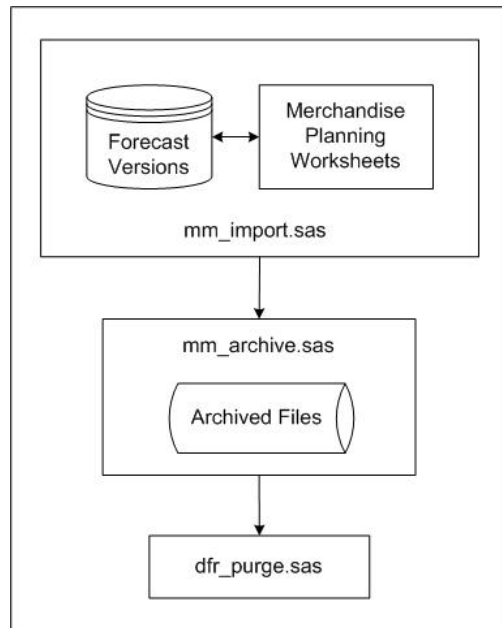 Forecast
Versions
Merchandise
Planning
Worksheets
mm_import.sas
mm_archive.sas
Archived Files
dfr_purge.sas